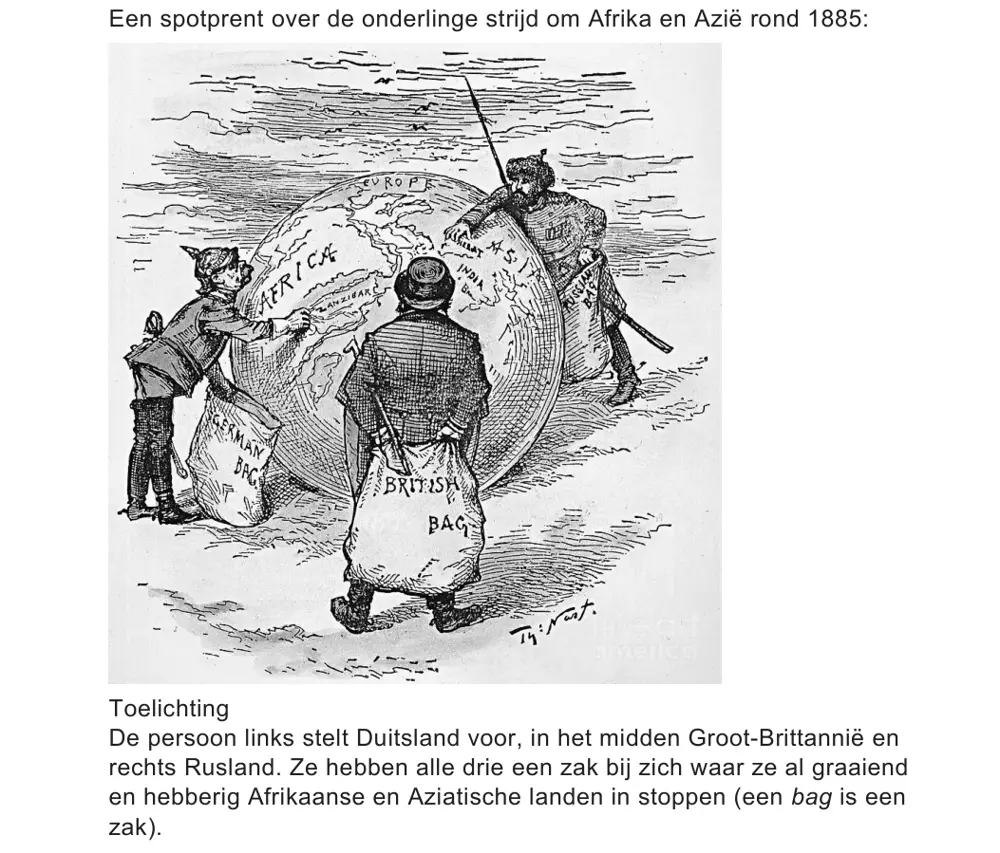 Een spotprent over de onderlinge strijd om Afrika en Azië rond 1885:
EUROPE
AFRICA
ZANZIBAR
ASIA
INDIA
RUSSIAN
BAG
GERMAN
BAG
BRITISH
BAG
Th: Nast.
america
Toelichting
De persoon links stelt Duitsland voor, in het midden Groot-Brittannië en
rechts Rusland. Ze hebben alle drie een zak bij zich waar ze al graaiend
en hebberig Afrikaanse en Aziatische landen in stoppen (een bag is een
zak).